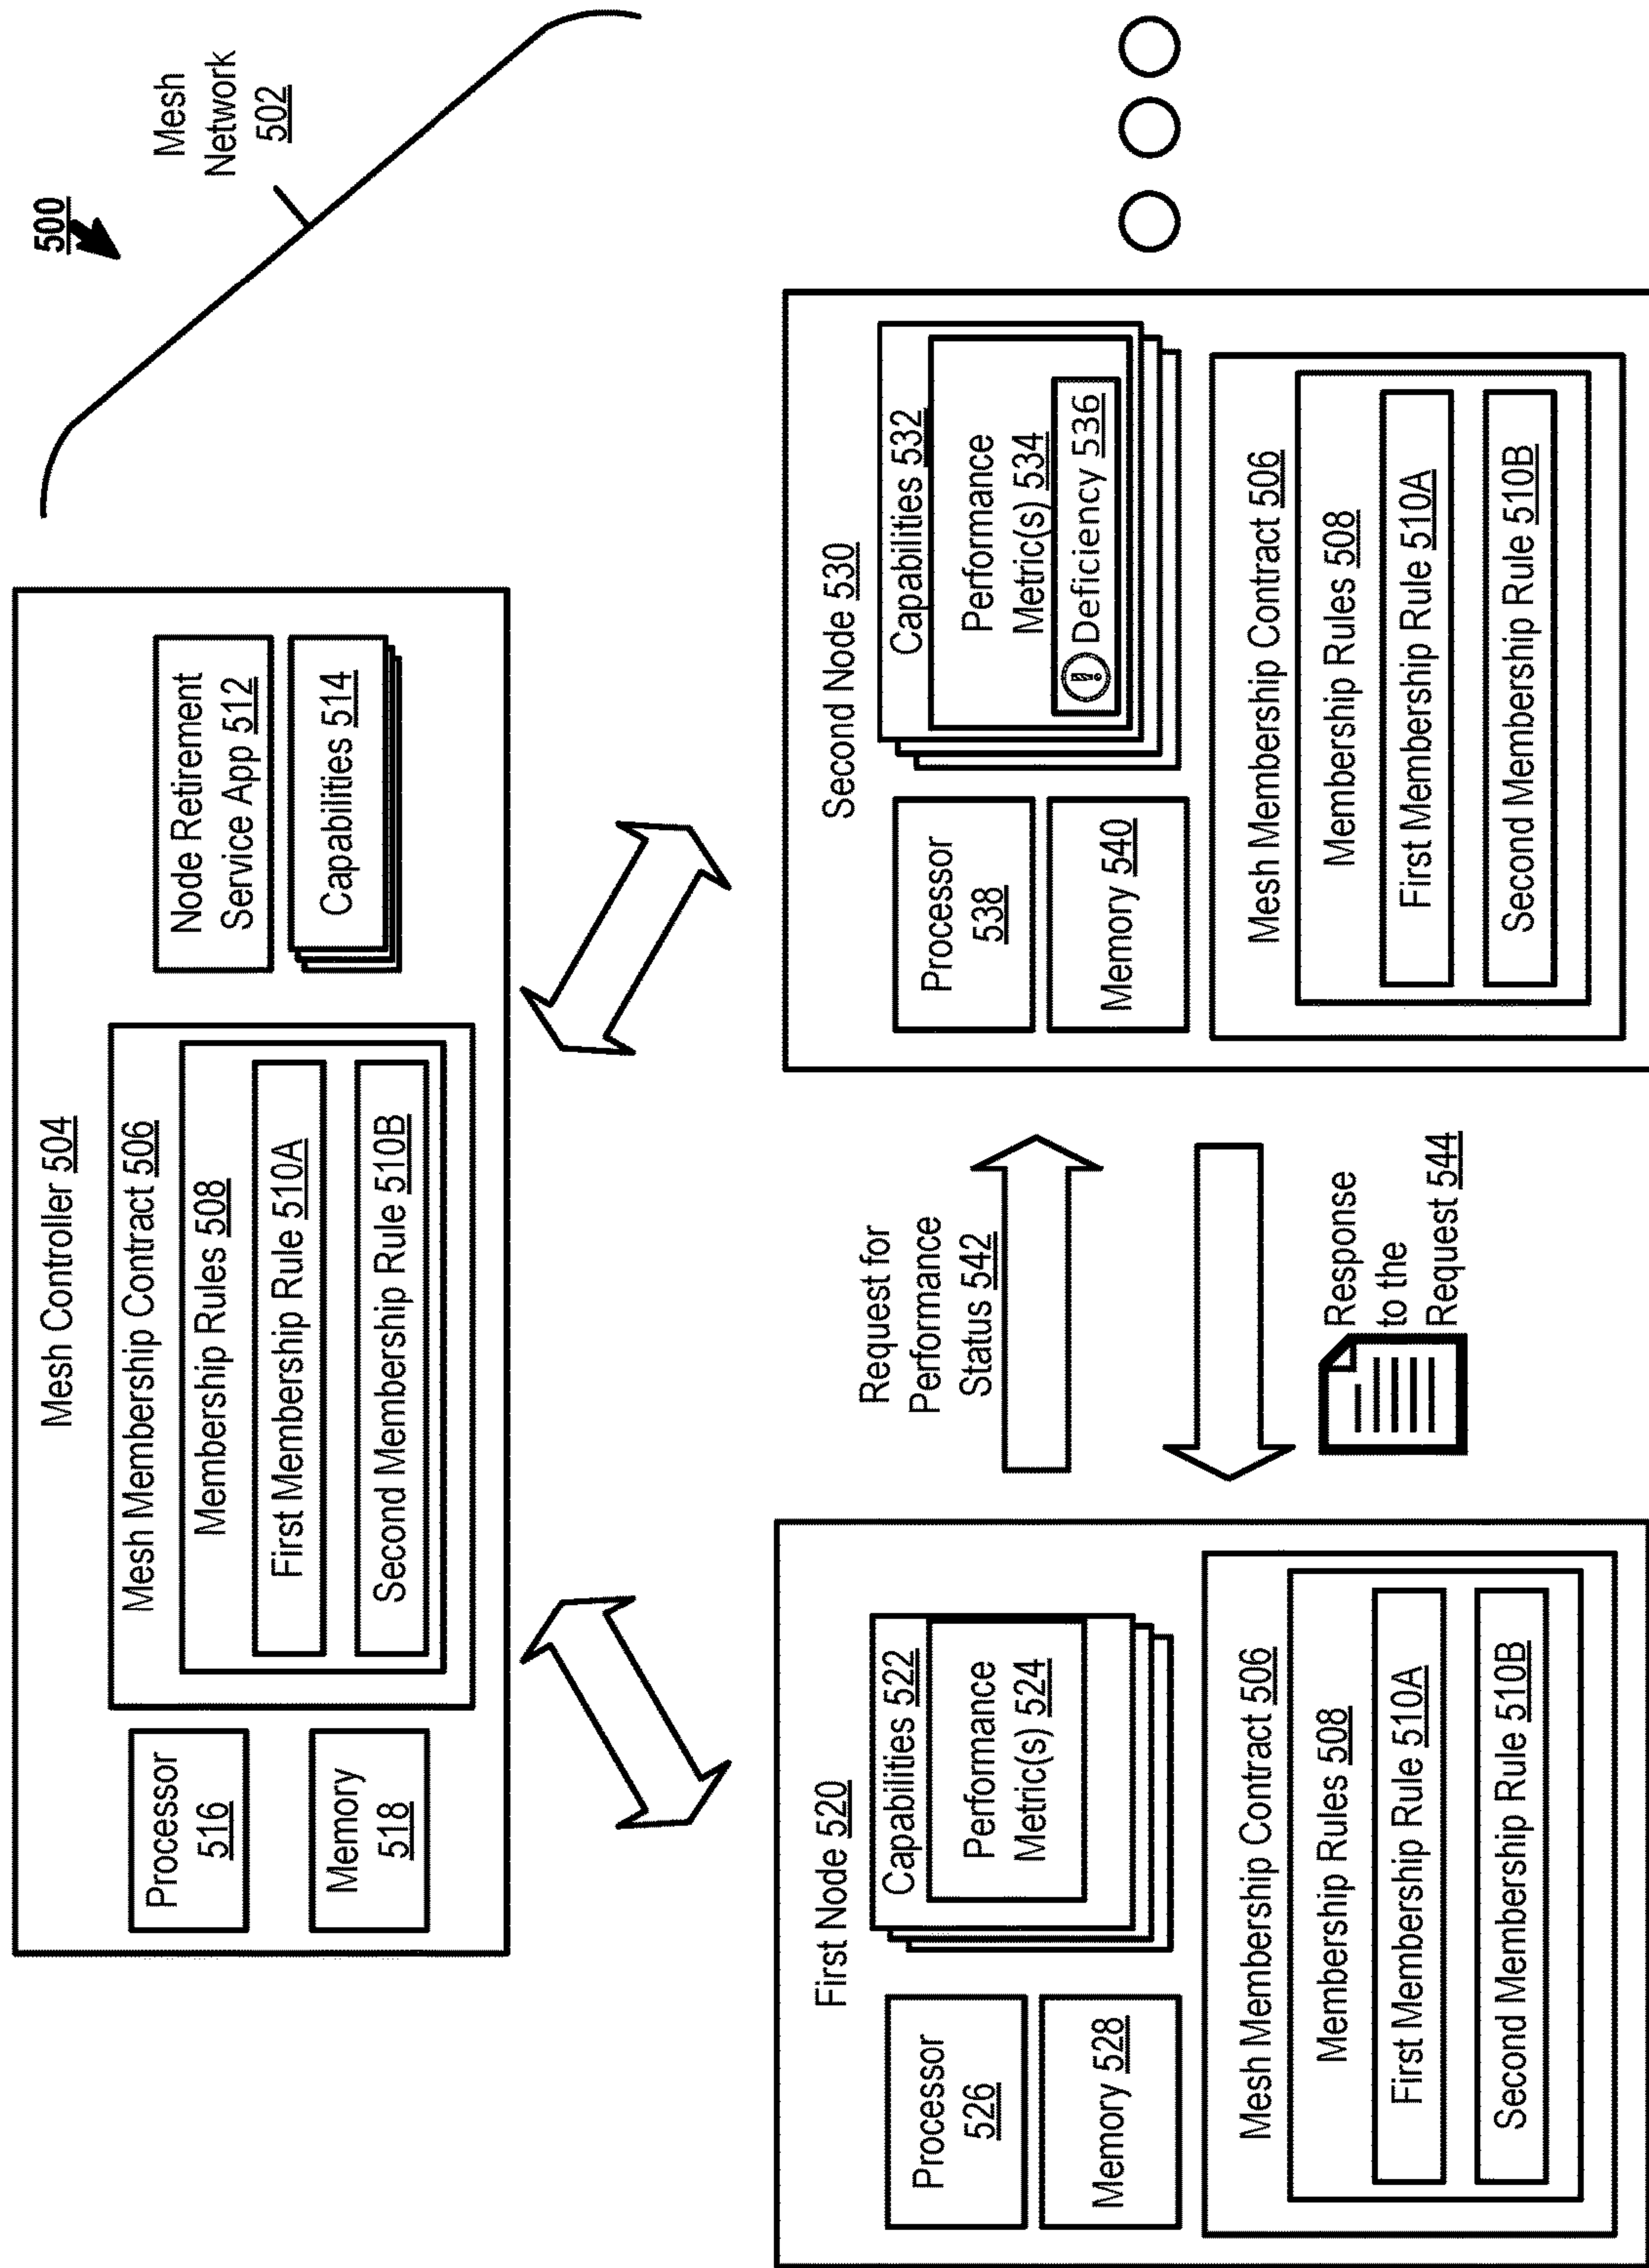 500
Mesh
Network
502
Mesh Controller 504
Processor
516
Memory
518
Mesh Membership Contract 506
Membership Rules 508
First Membership Rule 510A
Second Membership Rule 510B
Node Retirement
Service App 512
Capabilities 514
First Node 520
Processor
526
Memory 528
Capabilities 522
Performance
Metric(s) 524
Mesh Membership Contract 506
Membership Rules 508
First Membership Rule 510A
Second Membership Rule 510B
Request for
Performance
Status 542
Response
to the
Request 544
Second Node 530
Processor
538
Memory 540
Capabilities 532
Performance
Metric(s) 534
! Deficiency 536
Mesh Membership Contract 506
Membership Rules 508
First Membership Rule 510A
Second Membership Rule 510B